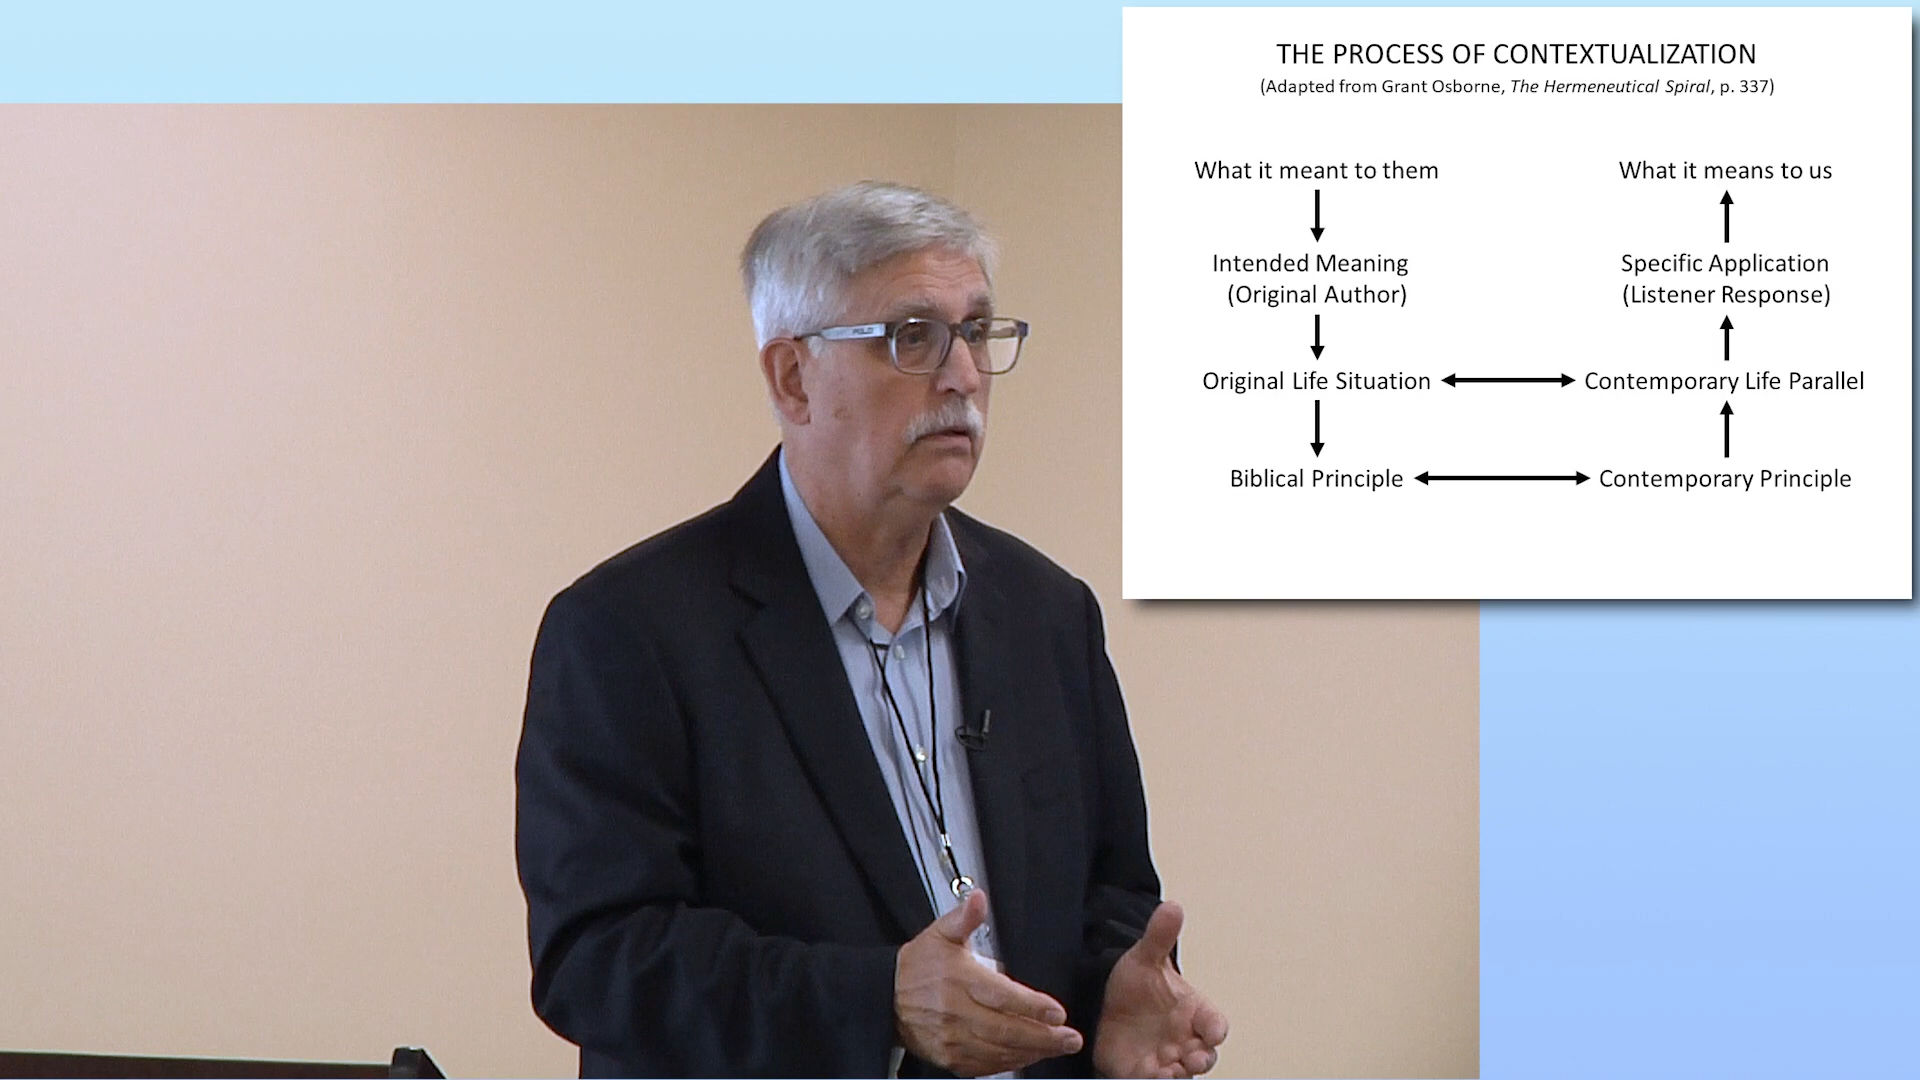 THE PROCESS OF CONTEXTUALIZATION
(Adapted from Grant Osborne, The Hermeneutical Spiral, p. 337)
What it meant to them
What it means to us
Intended Meaning
(Original Author)
Specific Application
(Listener Response)
Original Life Situation
Contemporary Life Parallel
Biblical Principle
Contemporary Principle
POLO